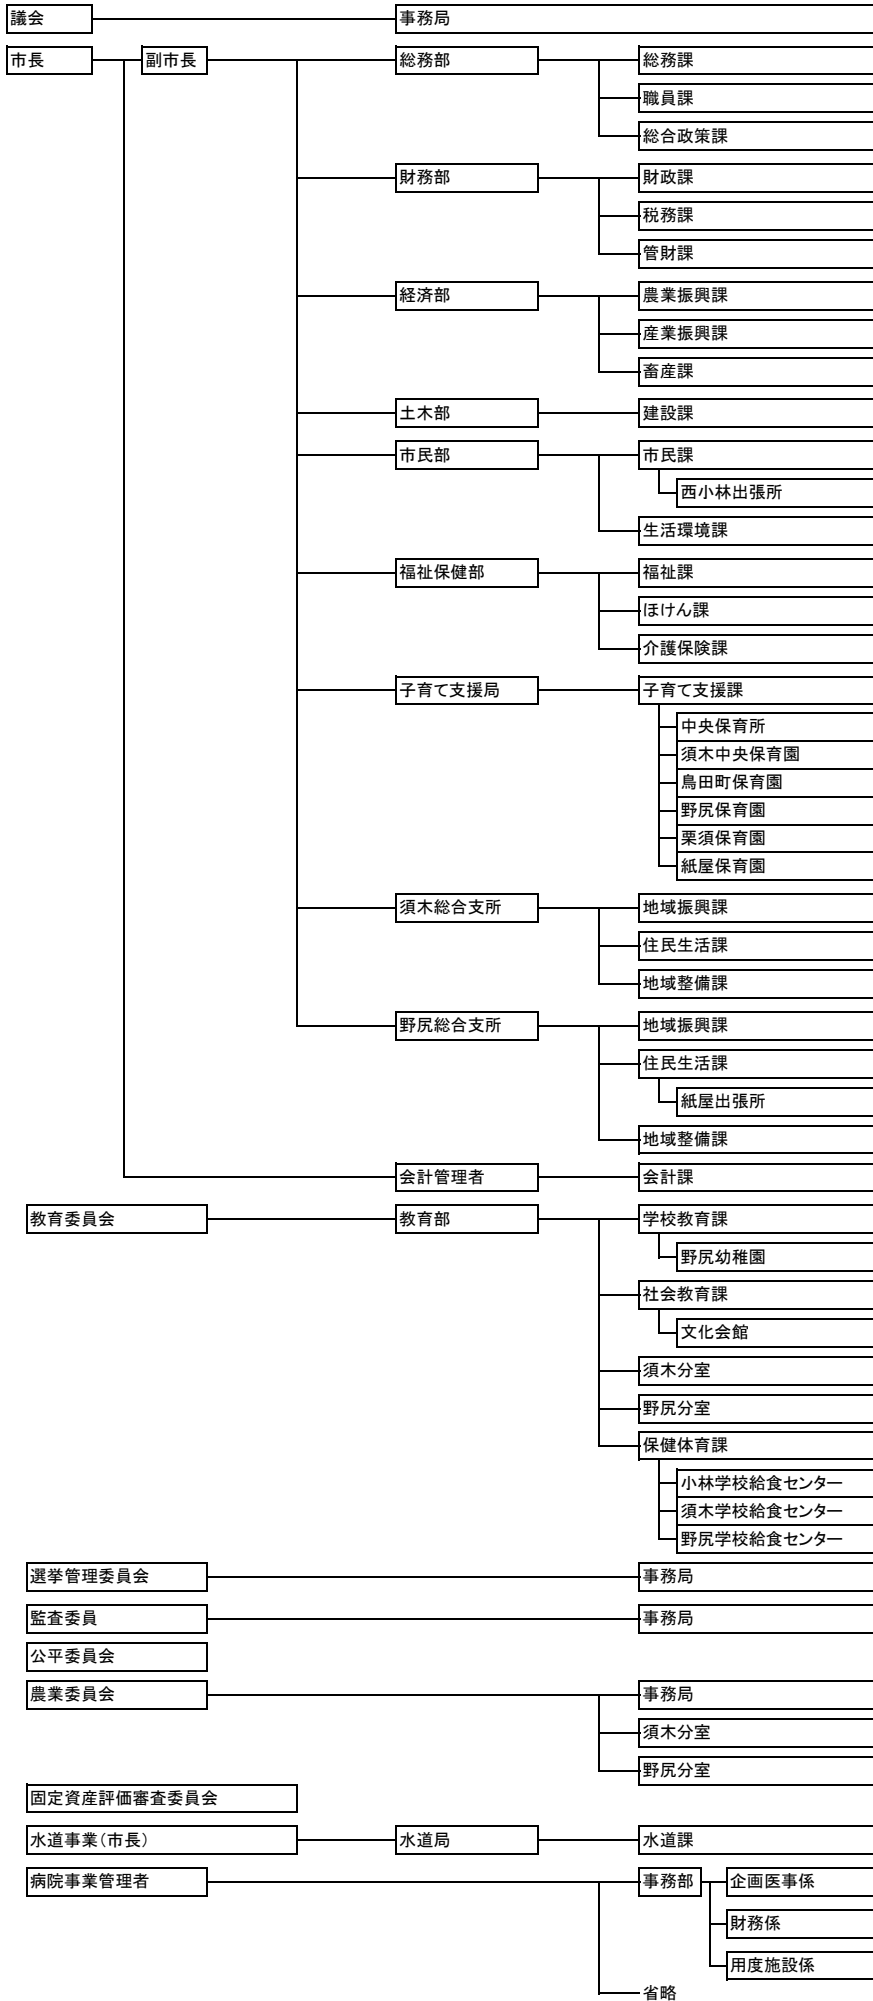 議会 事務局
市長 副市長 総務部 総務課
職員課
総合政策課
財務部 財政課
税務課
管財課
経済部 農業振興課
産業振興課
畜産課
土木部 建設課
市民部 市民課
西小林出張所
生活環境課
福祉保健部 福祉課
ほけん課
介護保険課
子育て支援局 子育て支援課
中央保育所
須木中央保育園
鳥田町保育園
野尻保育園
栗須保育園
紙屋保育園
須木総合支所 地域振興課
住民生活課
地域整備課
野尻総合支所 地域振興課
住民生活課
紙屋出張所
地域整備課
会計管理者 会計課
教育委員会 教育部 学校教育課
野尻幼稚園
社会教育課
文化会館
須木分室
野尻分室
保健体育課
小林学校給食センター
須木学校給食センター
野尻学校給食センター
選挙管理委員会 事務局
監査委員 事務局
公平委員会
農業委員会 事務局
須木分室
野尻分室
固定資産評価審査委員会
水道事業(市長) 水道局 水道課
病院事業管理者 事務部 企画医事係
財務係
用度施設係
省略